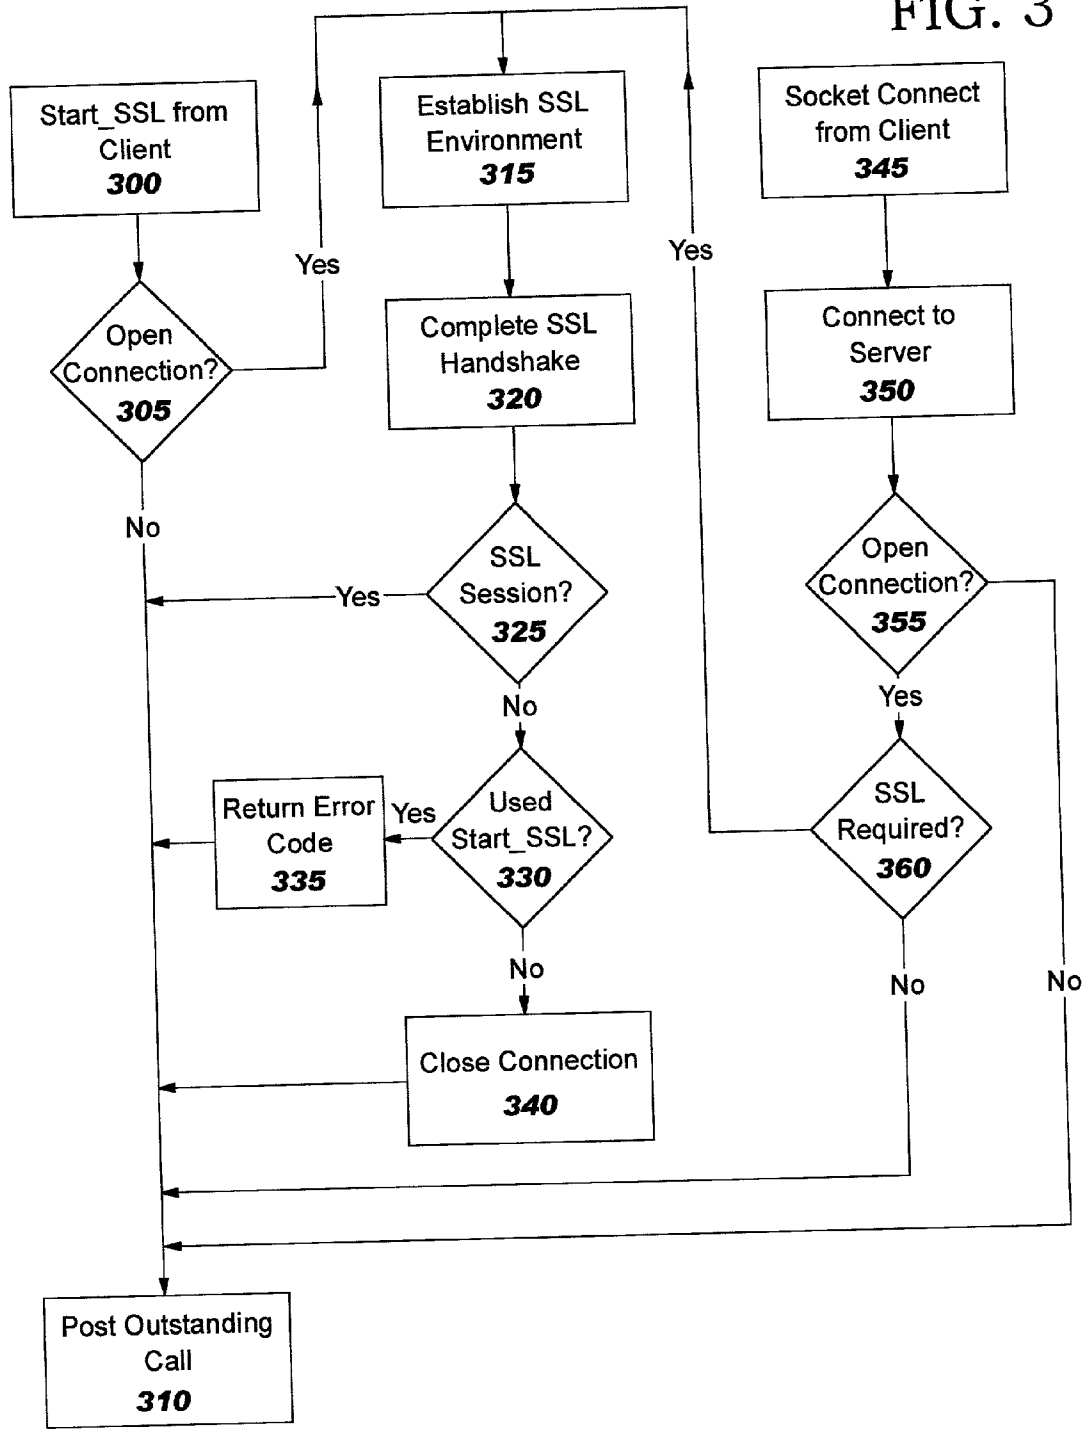 FIG. 3
Start_SSL from
Client
300
Open
Connection?
305
Yes
No
Establish SSL
Environment
315
Complete SSL
Handshake
320
SSL
Session?
325
Yes
No
Used
Start_SSL?
330
Yes
Return Error
Code
335
No
Close Connection
340
Socket Connect
from Client
345
Connect to
Server
350
Open
Connection?
355
Yes
No
SSL
Required?
360
Yes
No
Post Outstanding
Call
310